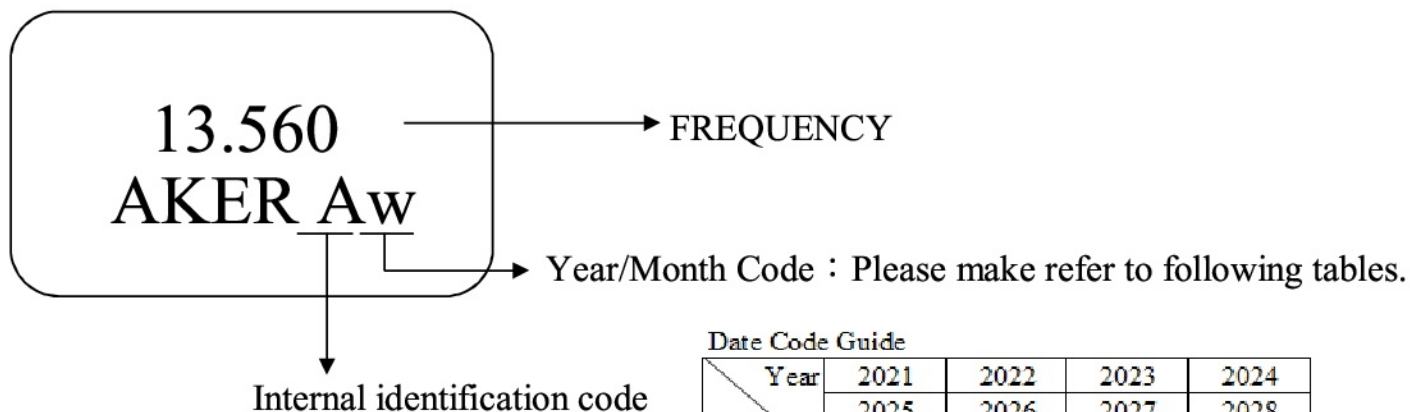 13.560
FREQUENCY
AKER Aw
Year/Month Code：Please make refer to following tables.
Internal identification code
Date Code Guide
Year 2021 2022 2023 2024
2025 2026 2027 2028